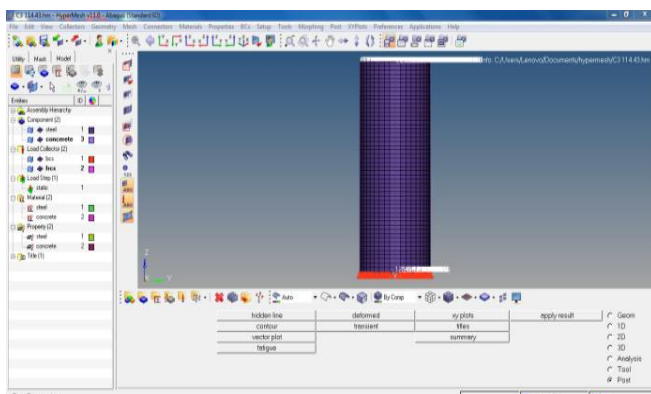 C3 114.43.hm - HyperMesh v11.0 - Abaqus (Standard3D)
File Edit View Collectors Geometry Mesh Connectors Materials Properties BCs Setup Tools Morphing Post XYPlots Preferences Applications Help
Utility Mask Model
Info: C:/Users/Lenovo/Documents/hypermesh/C3 114.43.hm
Entities ID
Assembly Hierarchy
Component (2)
steel 1
concrete 3
Load Collector (2)
bcs 1
frcs 2
Load Step (1)
static 1
Material (2)
steel 1
concrete 2
Property (2)
steel 1
concrete 2
Title (1)
Z
X Y
Auto By Comp
hidden line deformed xy plots apply result Geom
contour transient titles 1D
vector plot summary 2D
fatigue 3D
Analysis
Tool
Post